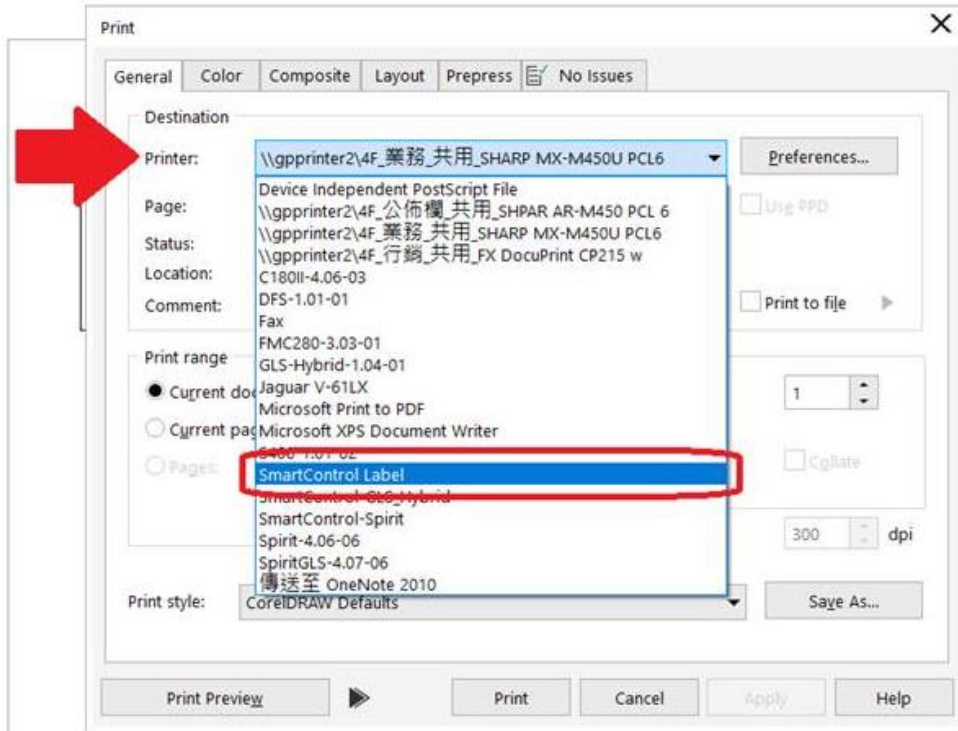 Print
General Color Composite Layout Prepress No Issues
Destination
Printer: \\gpprinter2\4F_業務_共用_SHARP MX-M450U PCL6 Preferences...
Device Independent PostScript File
Page: \\gpprinter2\4F_公佈欄_共用_SHPAR AR-M450 PCL 6 Use PPD
\\gpprinter2\4F_業務_共用_SHARP MX-M450U PCL6
Status: \\gpprinter2\4F_行銷_共用_FX DocuPrint CP215 w
Location: C180II-4.06-03
Comment: DFS-1.01-01 Print to file
Fax
FMC280-3.03-01
Print range GLS-Hybrid-1.04-01
Current doc Jaguar V-61LX 1
Microsoft Print to PDF
Current pag Microsoft XPS Document Writer
S400-1.01-02
Pages: SmartControl Label Collate
SmartControl-GLS_Hybrid
SmartControl-Spirit
Spirit-4.06-06 300 dpi
SpiritGLS-4.07-06
傳送至 OneNote 2010
Print style: CorelDRAW Defaults Save As...
Print Preview Print Cancel Apply Help